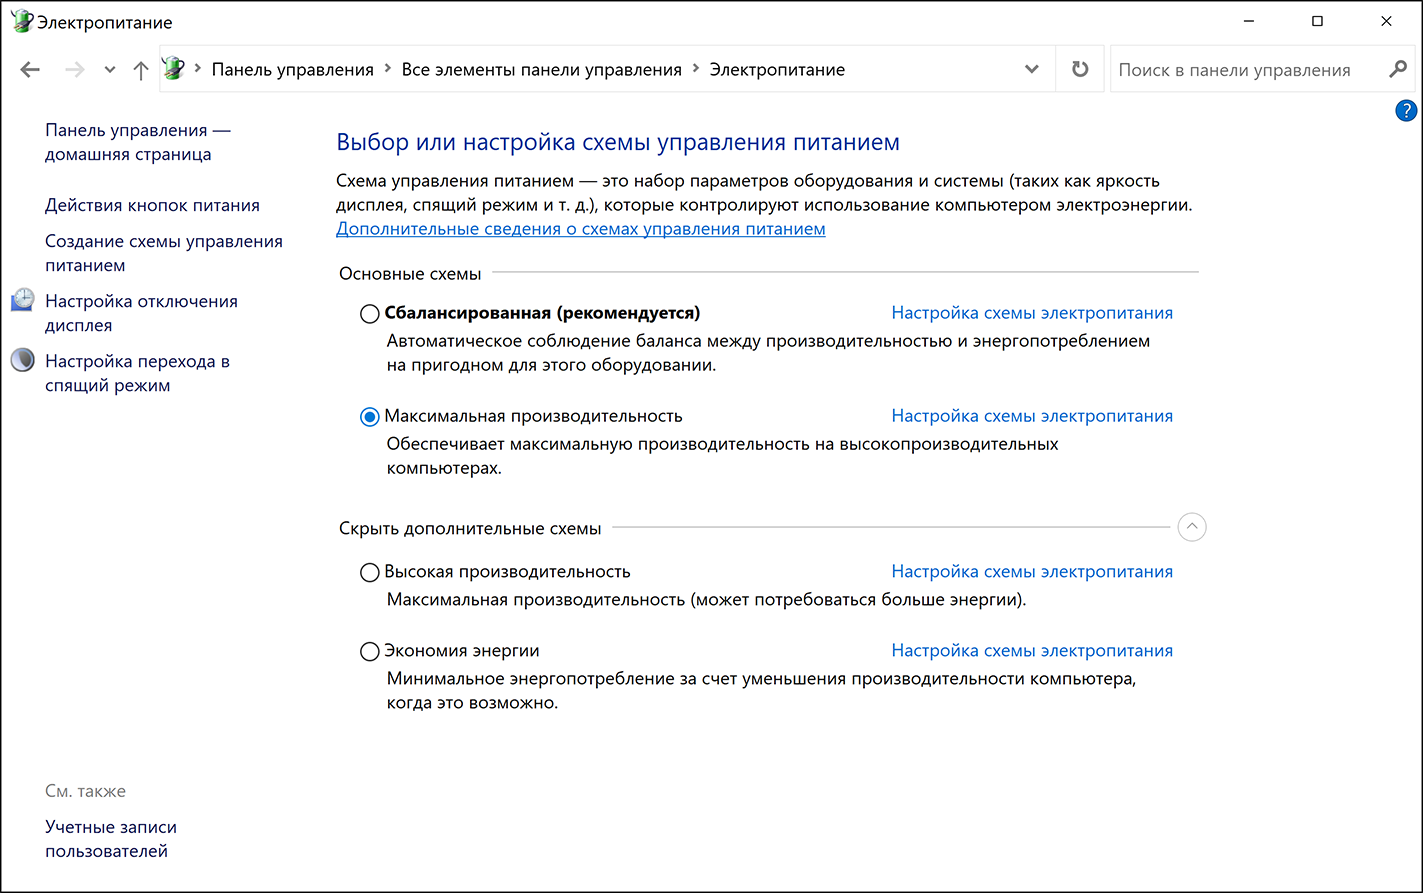 Электропитание
Панель управления > Все элементы панели управления > Электропитание
Поиск в панели управления
Панель управления —
домашняя страница
Действия кнопок питания
Создание схемы управления
питанием
Настройка отключения
дисплея
Настройка перехода в
спящий режим
Выбор или настройка схемы управления питанием
Схема управления питанием — это набор параметров оборудования и системы (таких как яркость
дисплея, спящий режим и т. д.), которые контролируют использование компьютером электроэнергии.
Дополнительные сведения о схемах управления питанием
Основные схемы
Сбалансированная (рекомендуется) Настройка схемы электропитания
Автоматическое соблюдение баланса между производительностью и энергопотреблением
на пригодном для этого оборудовании.
Максимальная производительность Настройка схемы электропитания
Обеспечивает максимальную производительность на высокопроизводительных
компьютерах.
Скрыть дополнительные схемы
Высокая производительность Настройка схемы электропитания
Максимальная производительность (может потребоваться больше энергии).
Экономия энергии Настройка схемы электропитания
Минимальное энергопотребление за счет уменьшения производительности компьютера,
когда это возможно.
См. также
Учетные записи
пользователей